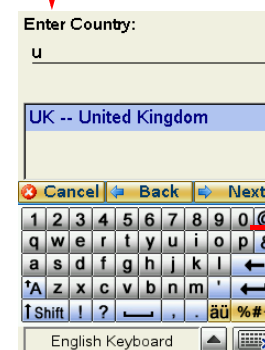 Enter Country:
u
UK -- United Kingdom
Cancel Back Next
1 2 3 4 5 6 7 8 9 0 @
q w e r t y u i o p &
a s d f g h j k l
↑A z x c v b n m '
↑Shift ! ? , . äü %#
English Keyboard